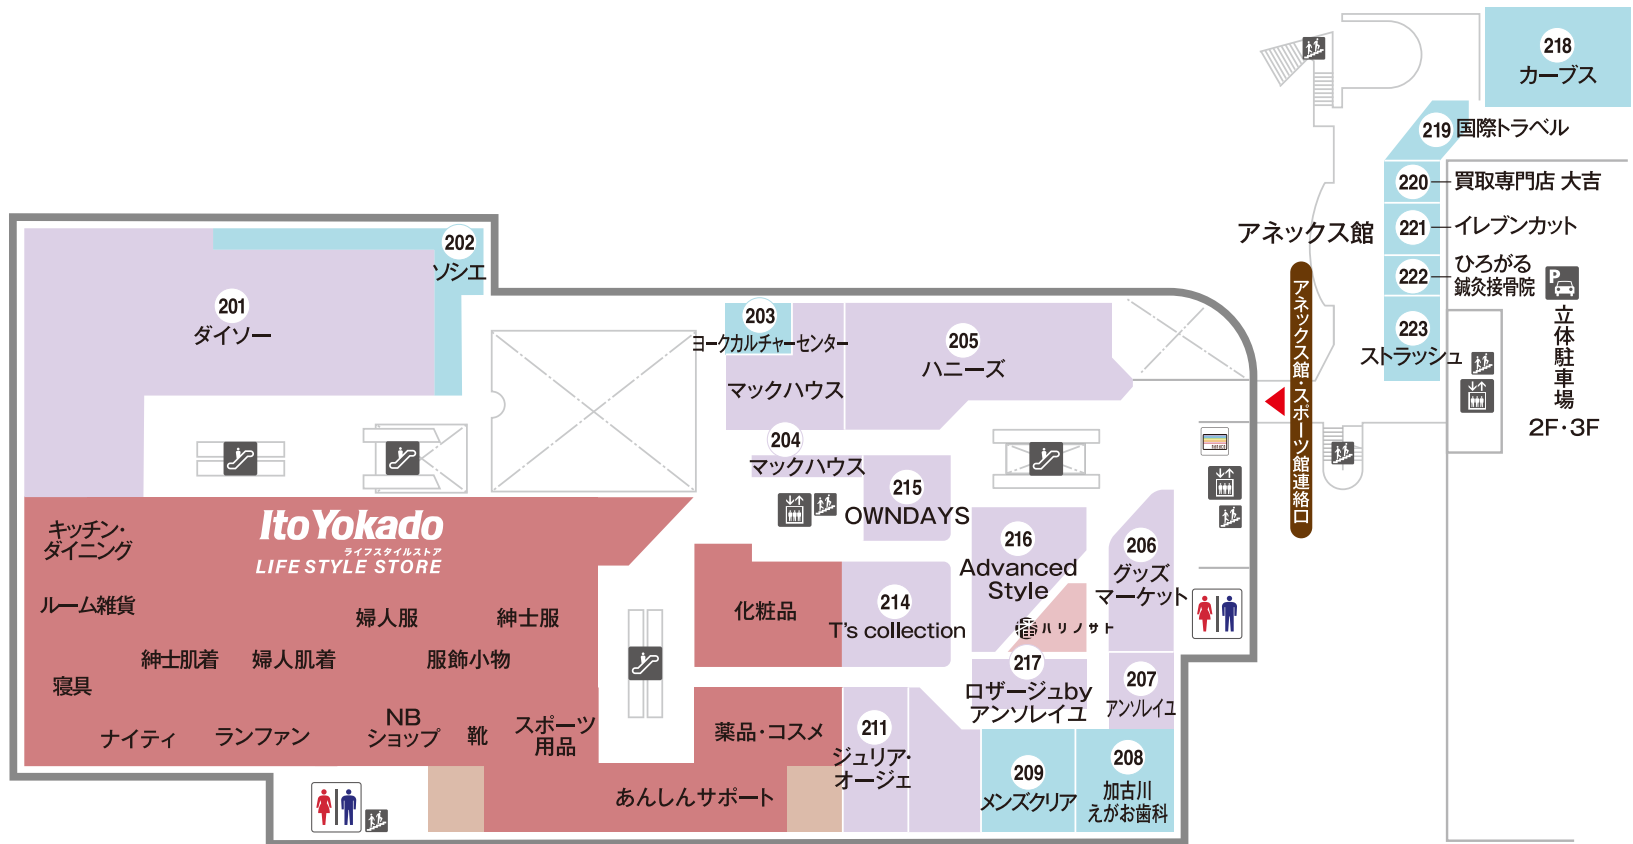 218
カーブス
219
国際トラベル
220
買取専門店 大吉
アネックス館
221
イレブンカット
222
ひろがる
鍼灸接骨院
P
立体駐車場
2F・3F
223
ストラッシュ
アネックス館・スポーツ館連絡口
202
ソシエ
201
ダイソー
203
ヨークカルチャーセンター
マックハウス
205
ハニーズ
204
マックハウス
215
OWNDAYS
216
Advanced
Style
206
グッズ
マーケット
ItoYokado
ライフスタイルストア
LIFE STYLE STORE
キッチン・
ダイニング
ルーム雑貨
婦人服
紳士服
紳士肌着
婦人肌着
服飾小物
寝具
ナイティ
ランファン
NB
ショップ
靴
スポーツ
用品
化粧品
214
T's collection
ハリノサト
217
ロザージュby
アンソレイユ
207
アンソレイユ
薬品・コスメ
211
ジュリア・
オージェ
209
メンズクリア
208
加古川
えがお歯科
あんしんサポート